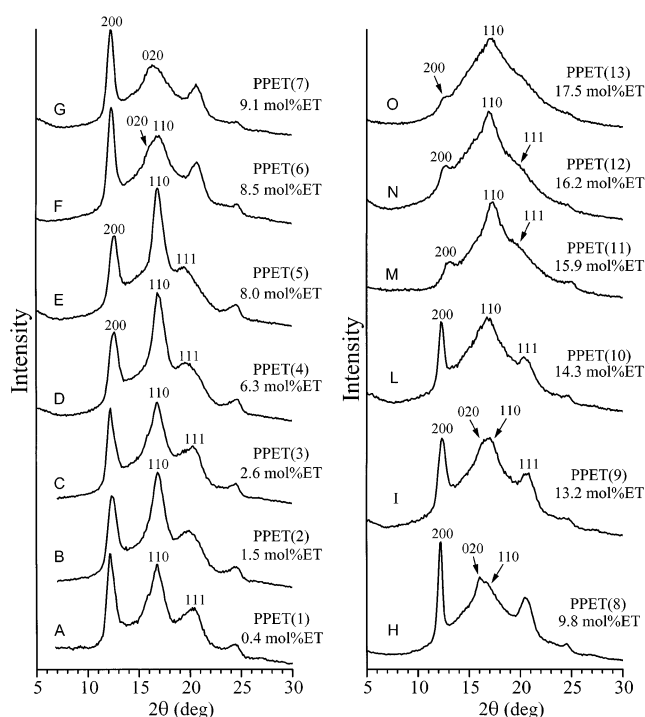 200
020
PPET(7)
9.1 mol%ET
G
020
110
PPET(6)
8.5 mol%ET
F
110
200
111
PPET(5)
8.0 mol%ET
E
110
200
111
PPET(4)
6.3 mol%ET
D
110
111
PPET(3)
2.6 mol%ET
C
110
PPET(2)
1.5 mol%ET
B
110
111
PPET(1)
0.4 mol%ET
A
Intensity
5 10 15 20 25 30
2θ (deg)
110
200
PPET(13)
17.5 mol%ET
O
110
200
111
PPET(12)
16.2 mol%ET
N
110
200
111
PPET(11)
15.9 mol%ET
M
200
110
111
PPET(10)
14.3 mol%ET
L
200
020
110
111
PPET(9)
13.2 mol%ET
I
200
020
110
PPET(8)
9.8 mol%ET
H
Intensity
5 10 15 20 25 30
2θ (deg)